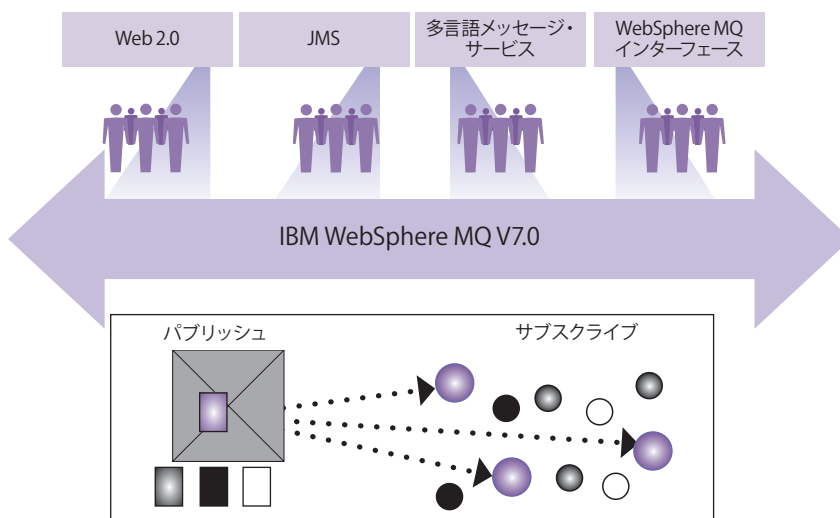 Web 2.0
JMS
多言語メッセージ・
サービス
WebSphere MQ
インターフェース
IBM WebSphere MQ V7.0
パブリッシュ
サブスクライブ